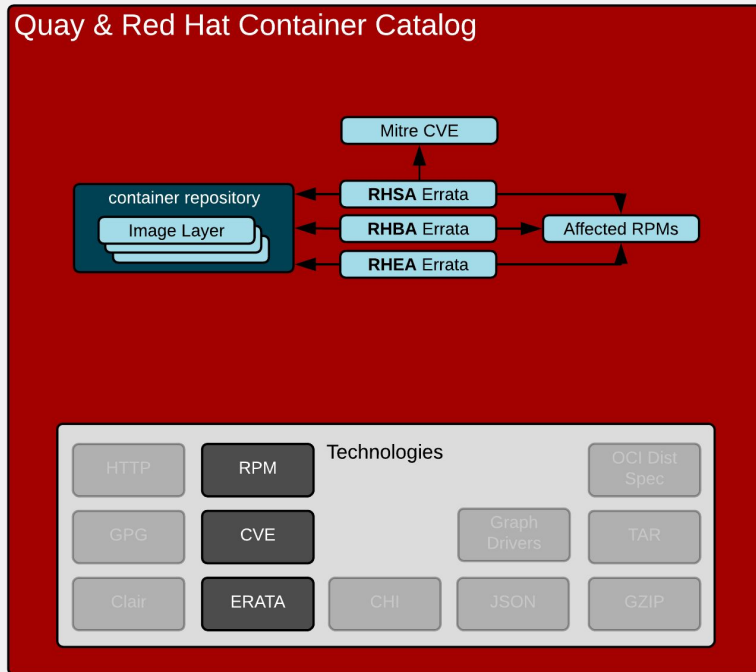 Quay & Red Hat Container Catalog
Mitre CVE
container repository
Image Layer
RHSA Errata
RHBA Errata
RHEA Errata
Affected RPMs
Technologies
HTTP
RPM
OCI Dist
Spec
GPG
CVE
Graph
Drivers
TAR
Clair
ERATA
CHI
JSON
GZIP